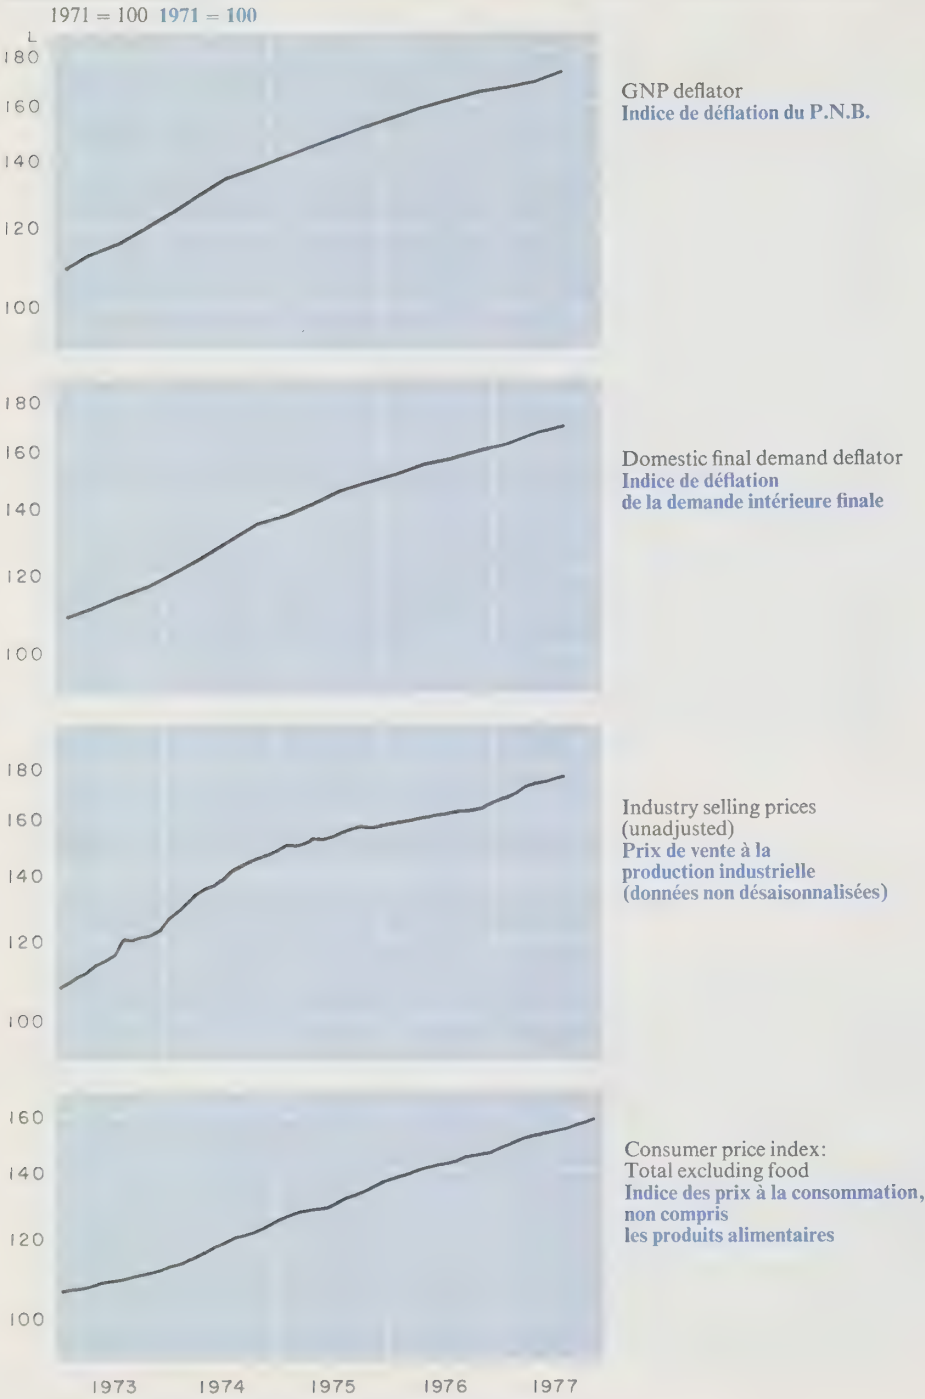 1971 = 100 1971 = 100
L
180
160
140
120
100
GNP deflator
Indice de déflation du P.N.B.
180
160
140
120
100
Domestic final demand deflator
Indice de déflation
de la demande intérieure finale
180
160
140
120
100
Industry selling prices
(unadjusted)
Prix de vente à la
production industrielle
(données non désaisonnalisées)
160
140
120
100
Consumer price index:
Total excluding food
Indice des prix à la consommation,
non compris
les produits alimentaires
1973 1974 1975 1976 1977